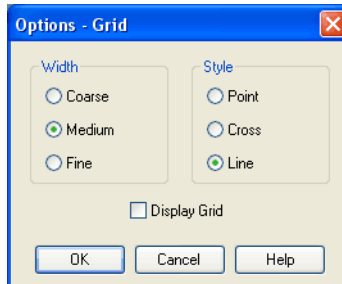 Options - Grid
Width
Coarse
Medium
Fine
Style
Point
Cross
Line
Display Grid
OK Cancel Help